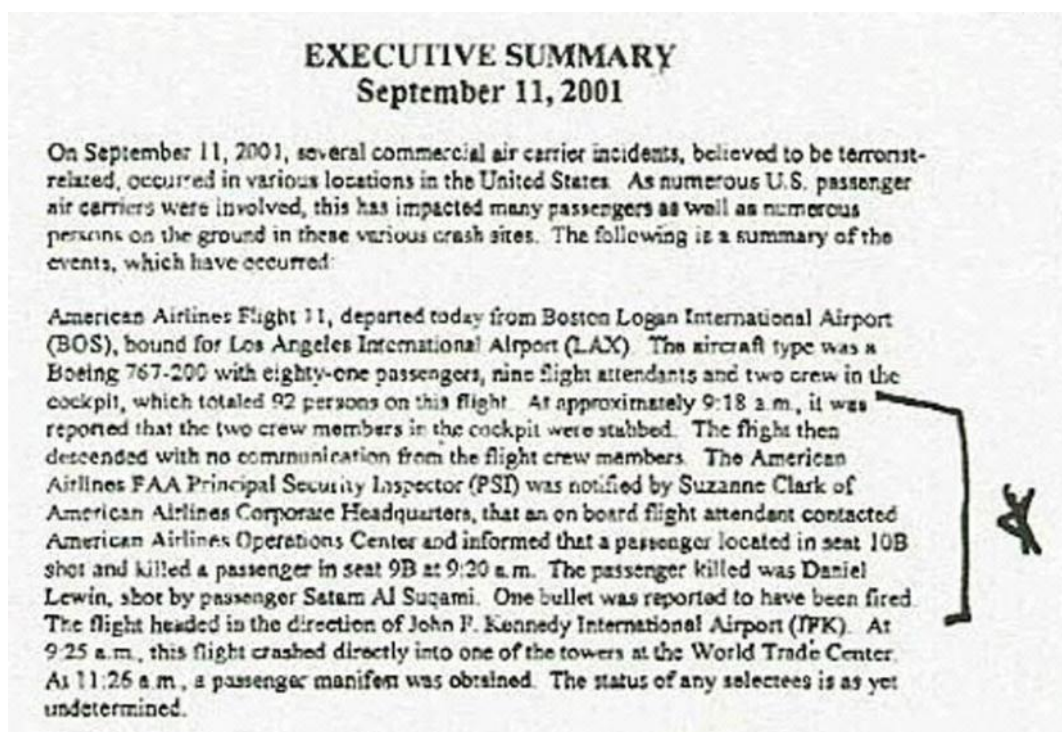 EXECUTIVE SUMMARY
September 11, 2001
On September 11, 2001, several commercial air carrier incidents, believed to be terrorist-
related, occurred in various locations in the United States. As numerous U.S. passenger
air carriers were involved, this has impacted many passengers as well as numerous
persons on the ground in these various crash sites. The following is a summary of the
events, which have occurred:
American Airlines Flight 11, departed today from Boston Logan International Airport
(BOS), bound for Los Angeles International Airport (LAX). The aircraft type was a
Boeing 767-200 with eighty-one passengers, nine flight attendants and two crew in the
cockpit, which totaled 92 persons on this flight. At approximately 9:18 a.m., it was
reported that the two crew members in the cockpit were stabbed. The flight then
descended with no communication from the flight crew members. The American
Airlines FAA Principal Security Inspector (PSI) was notified by Suzanne Clark of
American Airlines Corporate Headquarters, that an on board flight attendant contacted
American Airlines Operations Center and informed that a passenger located in seat 10B
shot and killed a passenger in seat 9B at 9:20 a.m. The passenger killed was Daniel
Lewin, shot by passenger Satam Al Suqami. One bullet was reported to have been fired.
The flight headed in the direction of John F. Kennedy International Airport (JFK). At
9:25 a.m., this flight crashed directly into one of the towers at the World Trade Center.
At 11:26 a.m., a passenger manifest was obtained. The status of any selectees is as yet
undetermined.